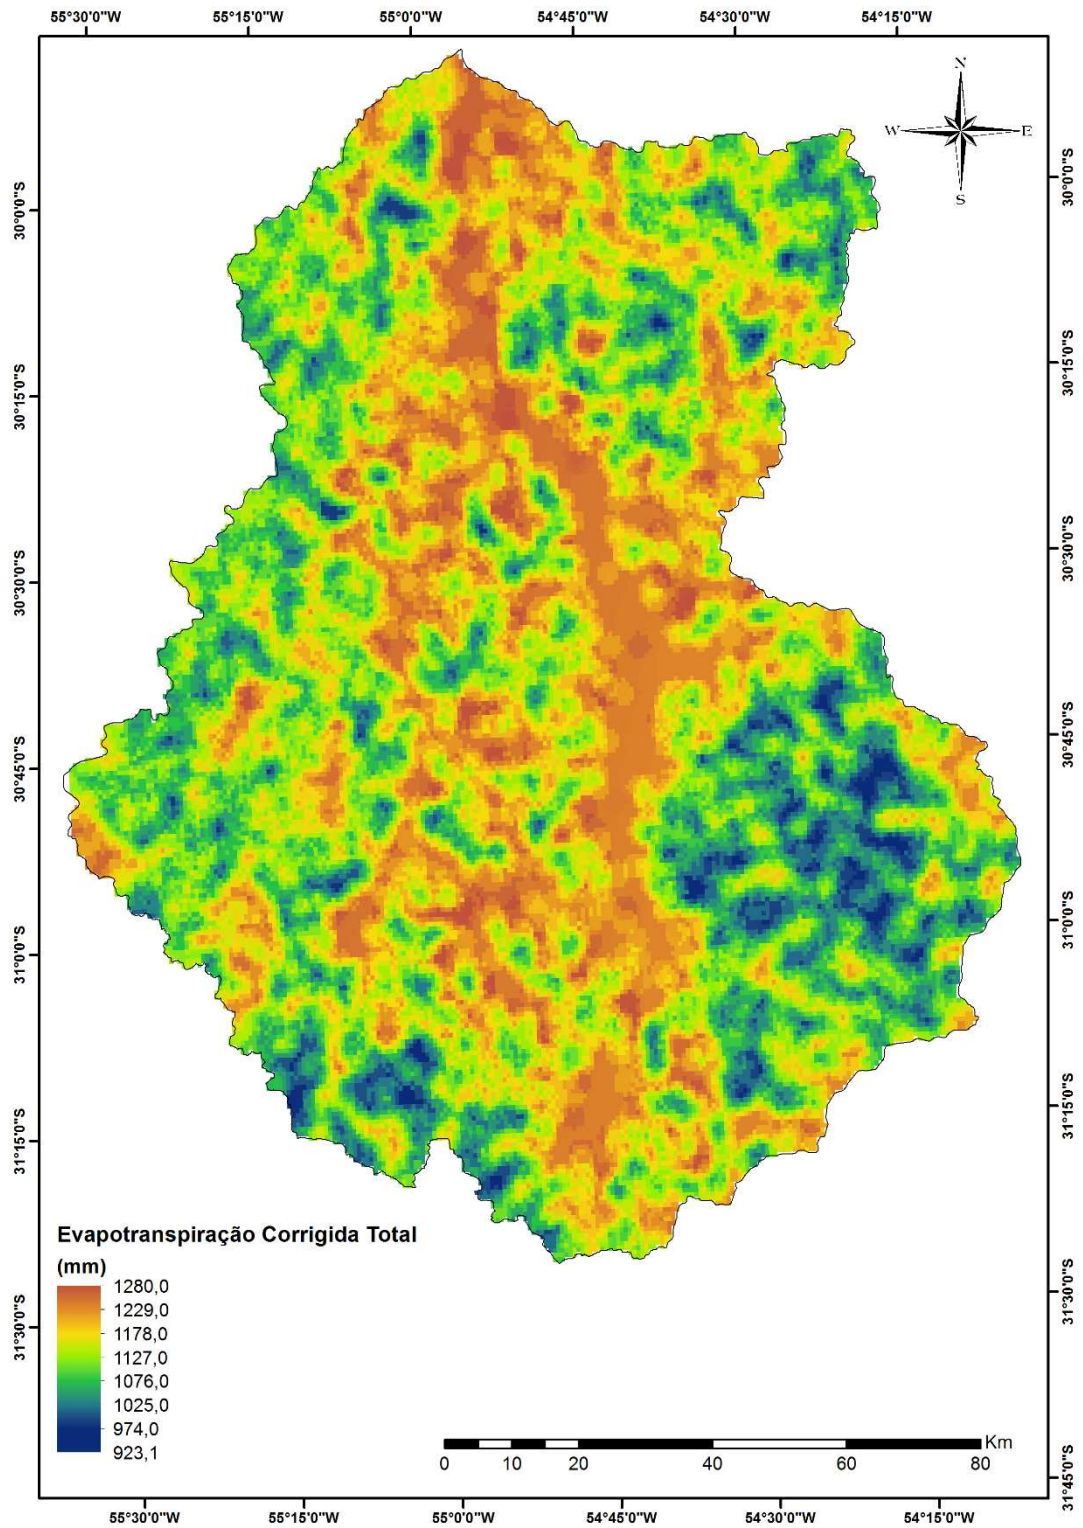 55°30'0"W 55°15'0"W 55°0'0"W 54°45'0"W 54°30'0"W 54°15'0"W
N
W E
S
30°0'0"S
30°0'0"S
30°15'0"S
30°15'0"S
30°30'0"S
30°30'0"S
30°45'0"S
30°45'0"S
31°0'0"S
31°0'0"S
31°15'0"S
31°15'0"S
31°30'0"S
31°30'0"S
31°45'0"S
Evapotranspiração Corrigida Total
(mm)
1280,0
1229,0
1178,0
1127,0
1076,0
1025,0
974,0
923,1
Km
0 10 20 40 60 80
55°30'0"W 55°15'0"W 55°0'0"W 54°45'0"W 54°30'0"W 54°15'0"W